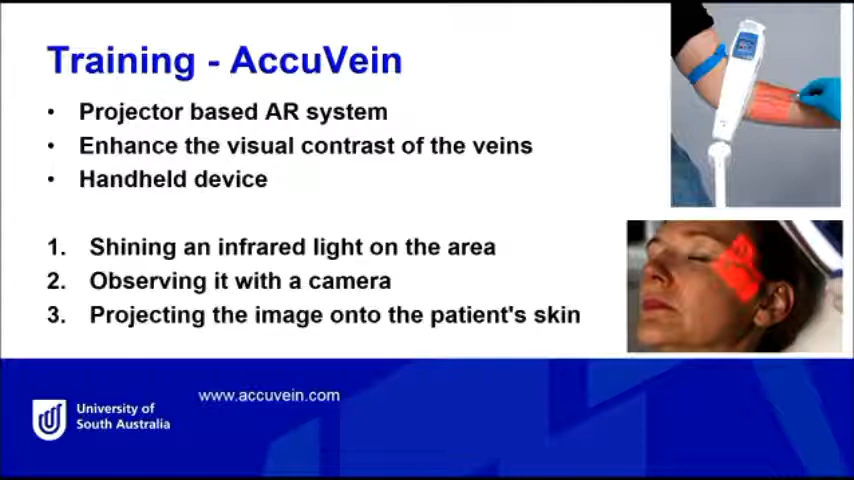 Training - AccuVein
• Projector based AR system
• Enhance the visual contrast of the veins
• Handheld device
1. Shining an infrared light on the area
2. Observing it with a camera
3. Projecting the image onto the patient's skin
www.accuvein.com
University of
South Australia